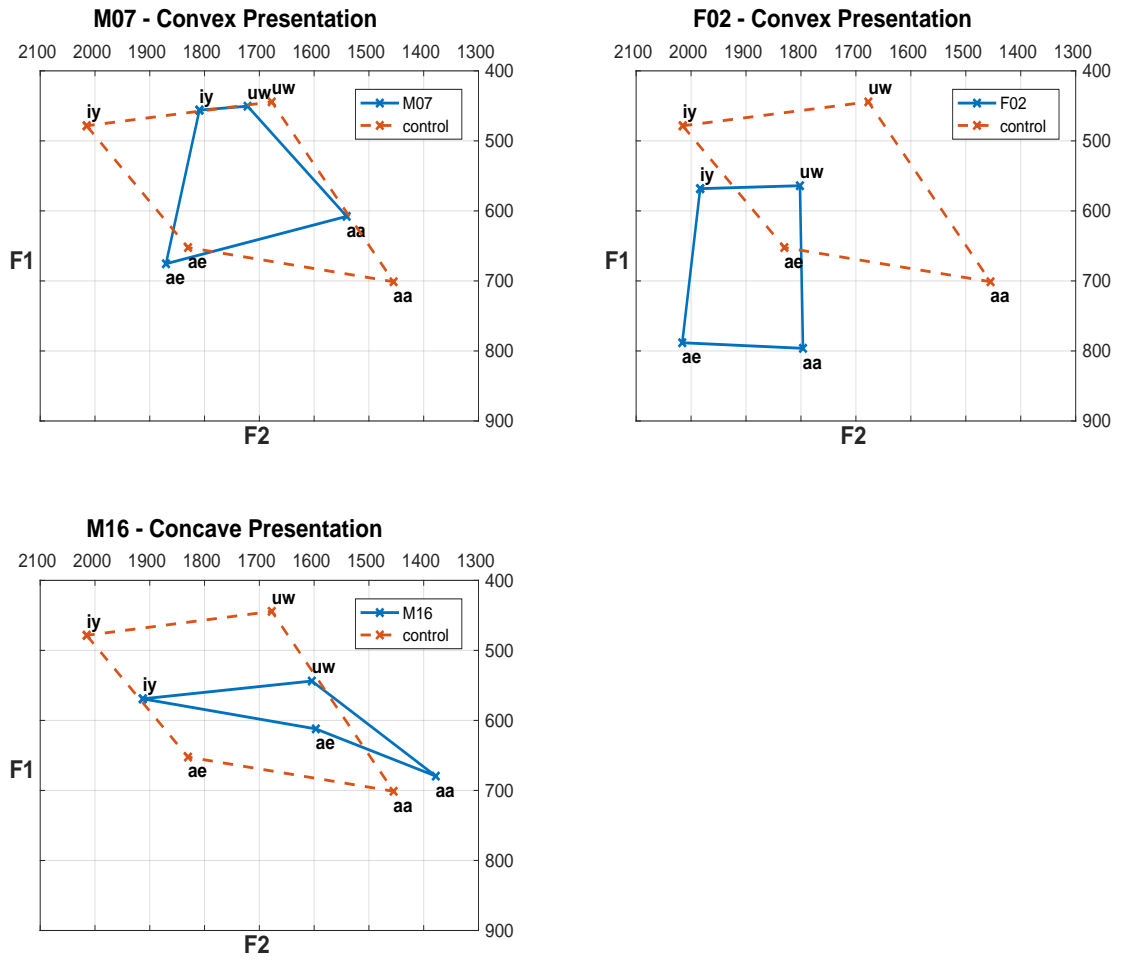 M07 - Convex Presentation
2100 2000 1900 1800 1700 1600 1500 1400 1300
400
500
600
700
800
900
F1
F2
iy
iy
uw
uw
aa
ae
ae
aa
M07
control
F02 - Convex Presentation
2100 2000 1900 1800 1700 1600 1500 1400 1300
400
500
600
700
800
900
F1
F2
iy
uw
iy
uw
ae
aa
ae
aa
F02
control
M16 - Concave Presentation
2100 2000 1900 1800 1700 1600 1500 1400 1300
400
500
600
700
800
900
F1
F2
iy
uw
iy
uw
ae
ae
aa
aa
M16
control